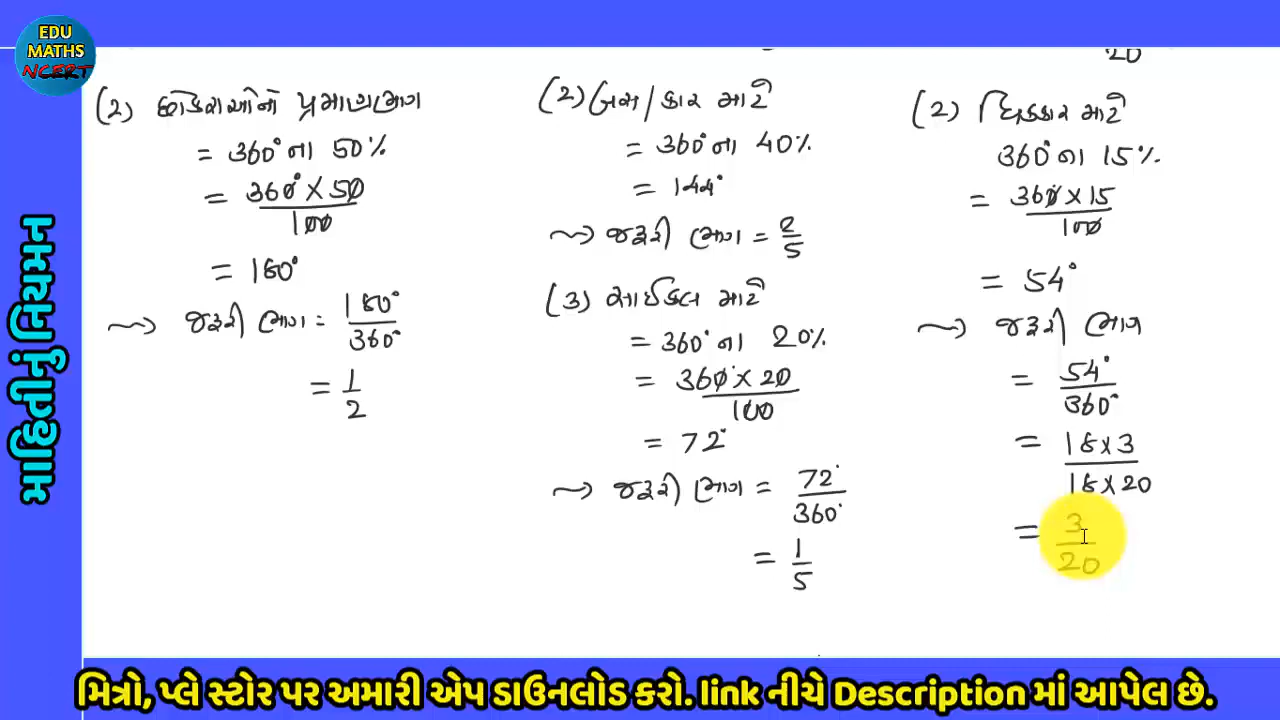 EDU
MATHS
NCERT
માહિતીનું નિયમન
(2) છોકરાઓનો પ્રમાણભાગ
= 360° ના 50%
= 360° × 50 / 100
= 180°
~> જરૂરી ભાગ = 180° / 360°
= 1/2
(2) બસ / કાર માટે
= 360° ના 40%
= 144°
~> જરૂરી ભાગ = 2/5
(3) સાઈકલ માટે
= 360° ના 20%
= 360° × 20 / 100
= 72°
~> જરૂરી ભાગ = 72° / 360°
= 1/5
20
(2) માટે
360° ના 15%
= 360 × 15 / 100
= 54°
~> જરૂરી ભાગ
= 54° / 360°
= 18 × 3 / 18 × 20
= 3/20
મિત્રો, પ્લે સ્ટોર પર અમારી એપ ડાઉનલોડ કરો. link નીચે Description માં આપેલ છે.